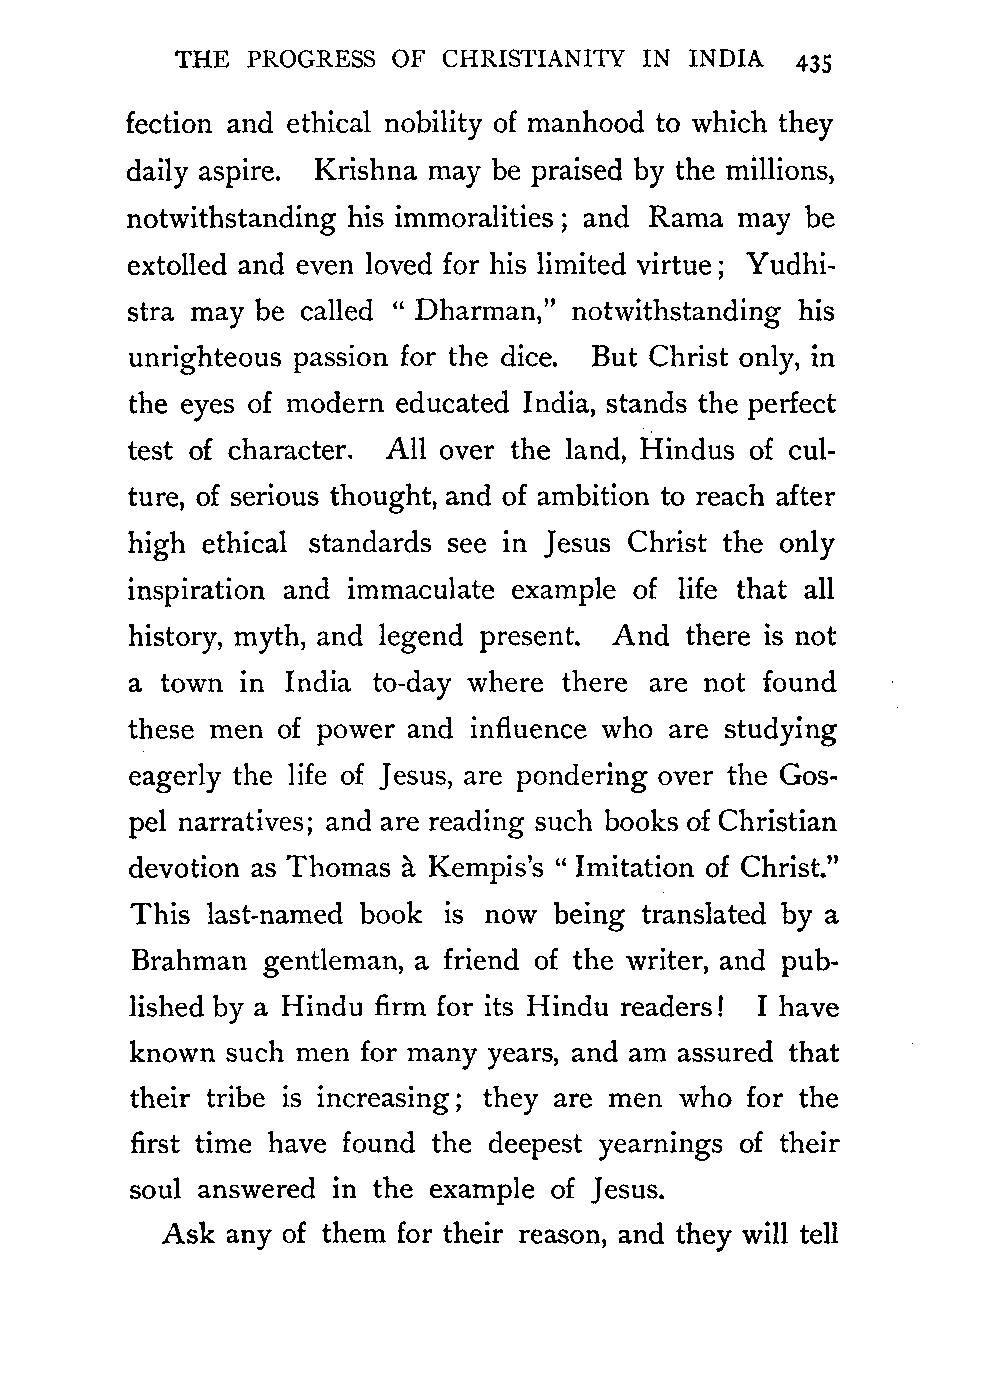 THE PROGRESS OF CHRISTIANITY IN INDIA 435
fection and ethical nobility of manhood to which they
daily aspire. Krishna may be praised by the millions,
notwithstanding his immoralities ; and Rama may be
extolled and even loved for his limited virtue ; Yudhi-
stra may be called “ Dharman,” notwithstanding his
unrighteous passion for the dice. But Christ only, in
the eyes of modern educated India, stands the perfect
test of character. All over the land, Hindus of cul-
ture, of serious thought, and of ambition to reach after
high ethical standards see in Jesus Christ the only
inspiration and immaculate example of life that all
history, myth, and legend present. And there is not
a town in India to-day where there are not found
these men of power and influence who are studying
eagerly the life of Jesus, are pondering over the Gos-
pel narratives; and are reading such books of Christian
devotion as Thomas à Kempis’s “ Imitation of Christ.”
This last-named book is now being translated by a
Brahman gentleman, a friend of the writer, and pub-
lished by a Hindu firm for its Hindu readers! I have
known such men for many years, and am assured that
their tribe is increasing; they are men who for the
first time have found the deepest yearnings of their
soul answered in the example of Jesus.
Ask any of them for their reason, and they will tell